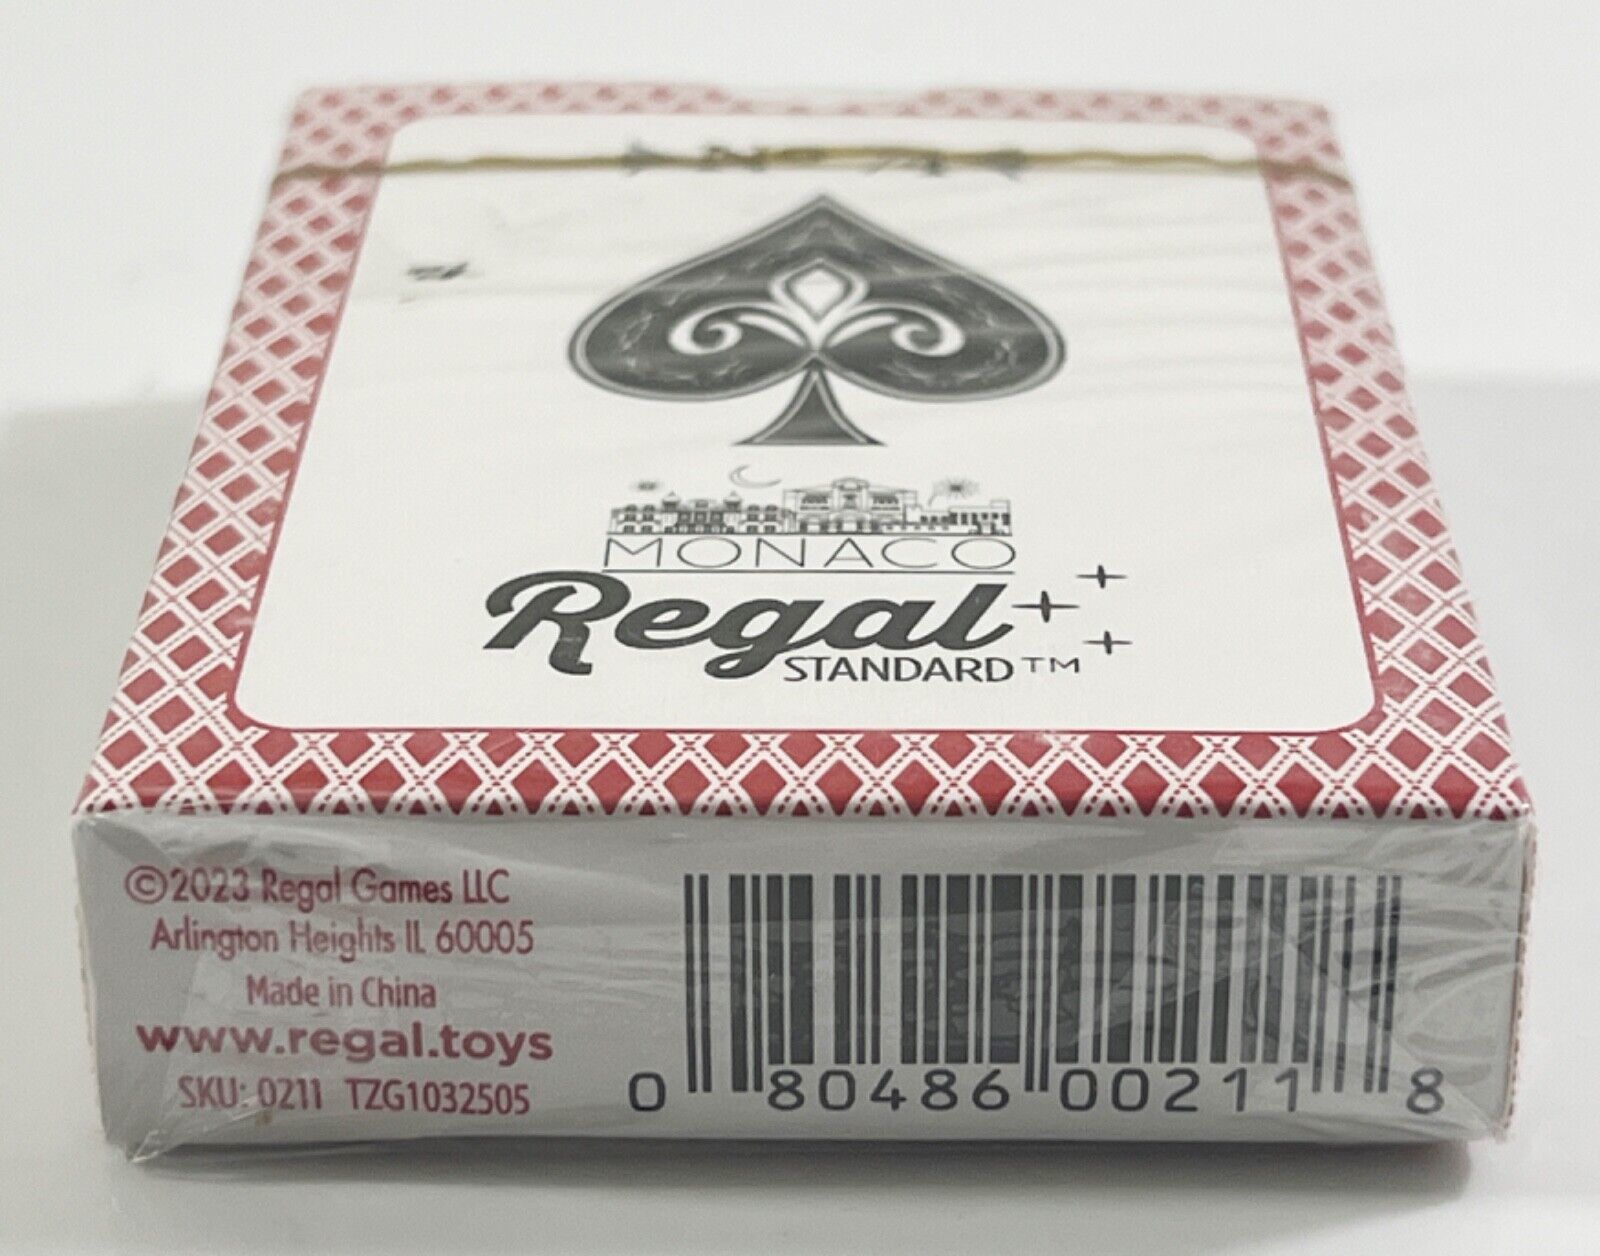 MONACO
Regal
STANDARD™
©2023 Regal Games LLC
Arlington Heights IL 60005
Made in China
www.regal.toys
SKU: 0211 TZG1032505
0 80486 00211 8